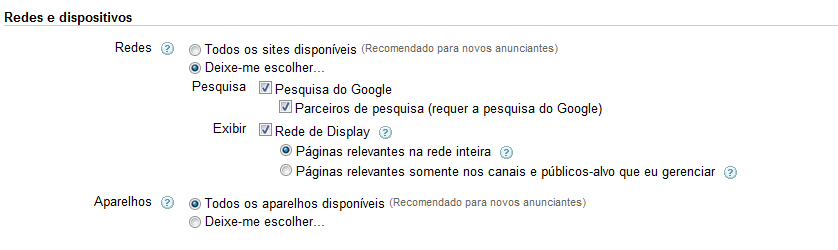 Redes e dispositivos
Redes ? Todos os sites disponíveis (Recomendado para novos anunciantes)
Deixe-me escolher...
Pesquisa Pesquisa do Google
Parceiros de pesquisa (requer a pesquisa do Google)
Exibir Rede de Display ?
Páginas relevantes na rede inteira ?
Páginas relevantes somente nos canais e públicos-alvo que eu gerenciar ?
Aparelhos ? Todos os aparelhos disponíveis (Recomendado para novos anunciantes)
Deixe-me escolher...